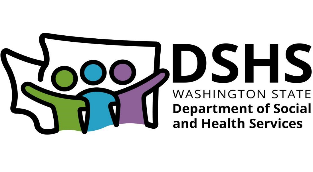 DSHS
WASHINGTON STATE
Department of Social
and Health Services